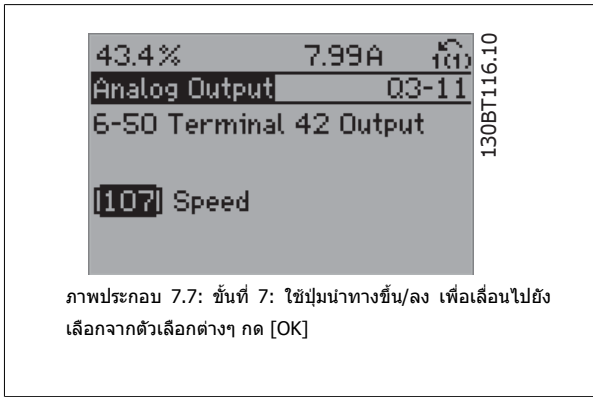 43.4%  7.99A  1(1)
Analog Output  Q3-11
6-50 Terminal 42 Output
[107] Speed
130BT116.10
ภาพประกอบ 7.7: ขั้นที่ 7: ใช้ปุ่มนำทางขึ้น/ลง เพื่อเลื่อนไปยัง
เลือกจากตัวเลือกต่างๆ กด [OK]